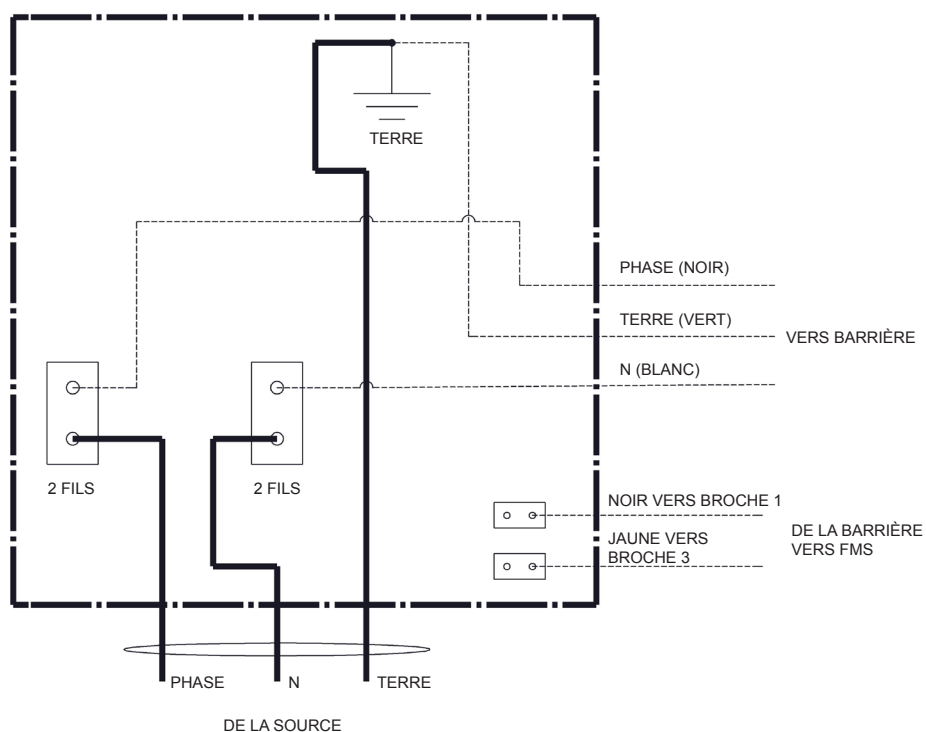 TERRE
PHASE (NOIR)
TERRE (VERT)
VERS BARRIÈRE
N (BLANC)
2 FILS
2 FILS
NOIR VERS BROCHE 1
JAUNE VERS
BROCHE 3
DE LA BARRIÈRE
VERS FMS
PHASE
N
TERRE
DE LA SOURCE